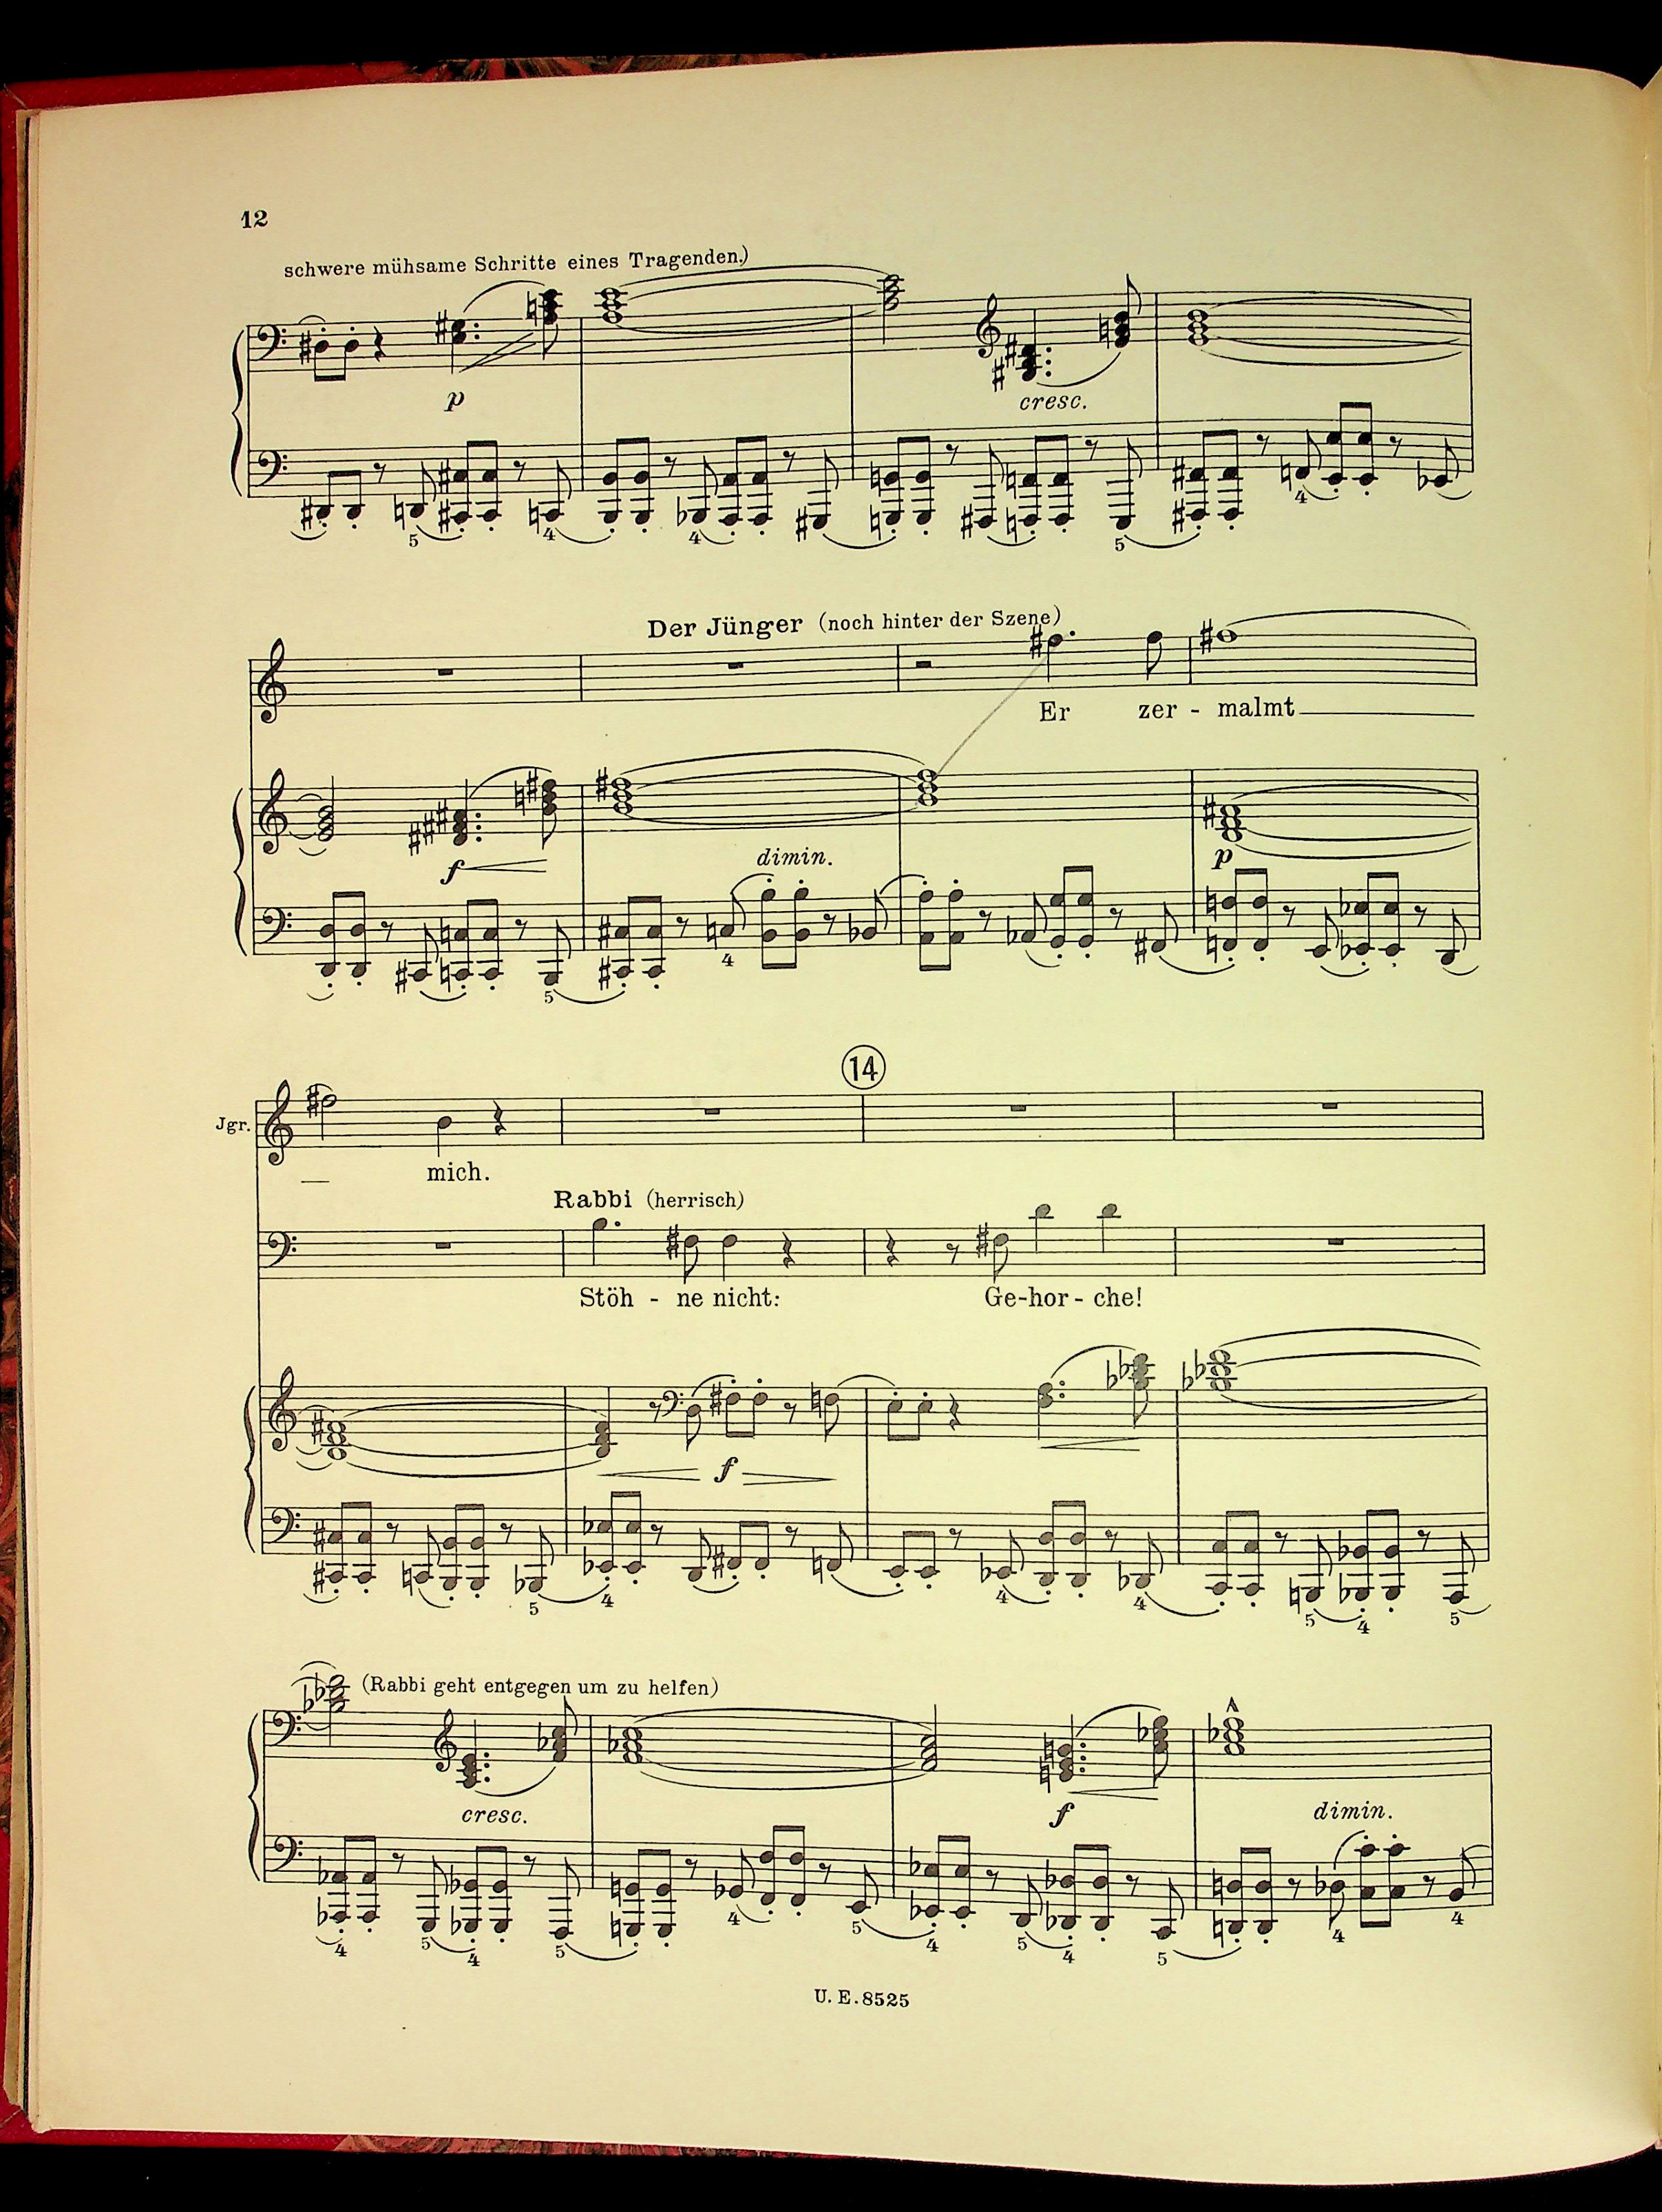 12
schwere mühsame Schritte eines Tragenden.)
p
cresc.
5 4 4 5 4
Der Jünger (noch hinter der Szene)
Er zer - malmt
f dimin. p
5 4
14
Jgr.
mich.
Rabbi (herrisch)
Stöh - ne nicht: Ge-hor - che!
f
5 4 4 4 5 4 5
(Rabbi geht entgegen um zu helfen)
cresc. f dimin.
4 5 4 5 4 5 4 5 4 5 4 4
U. E. 8525